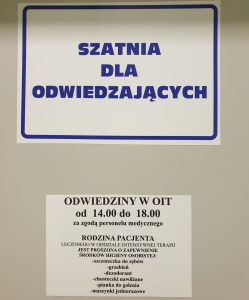 SZATNIA
DLA
ODWIEDZAJĄCYCH
ODWIEDZINY W OIT
od 14.00 do 18.00
za zgodą personelu medycznego
RODZINA PACJENTA
LECZONEGO W ODDZIALE INTENSYWNEJ TERAPII
JEST PROSZONA O ZAPEWNIENIE
ŚRODKÓW HIGIENY OSOBISTEJ:
-szczoteczka do zębów
-grzebień
-dezodorant
-chusteczki nawilżane
-pianka do golenia
-maszynki jednorazowe